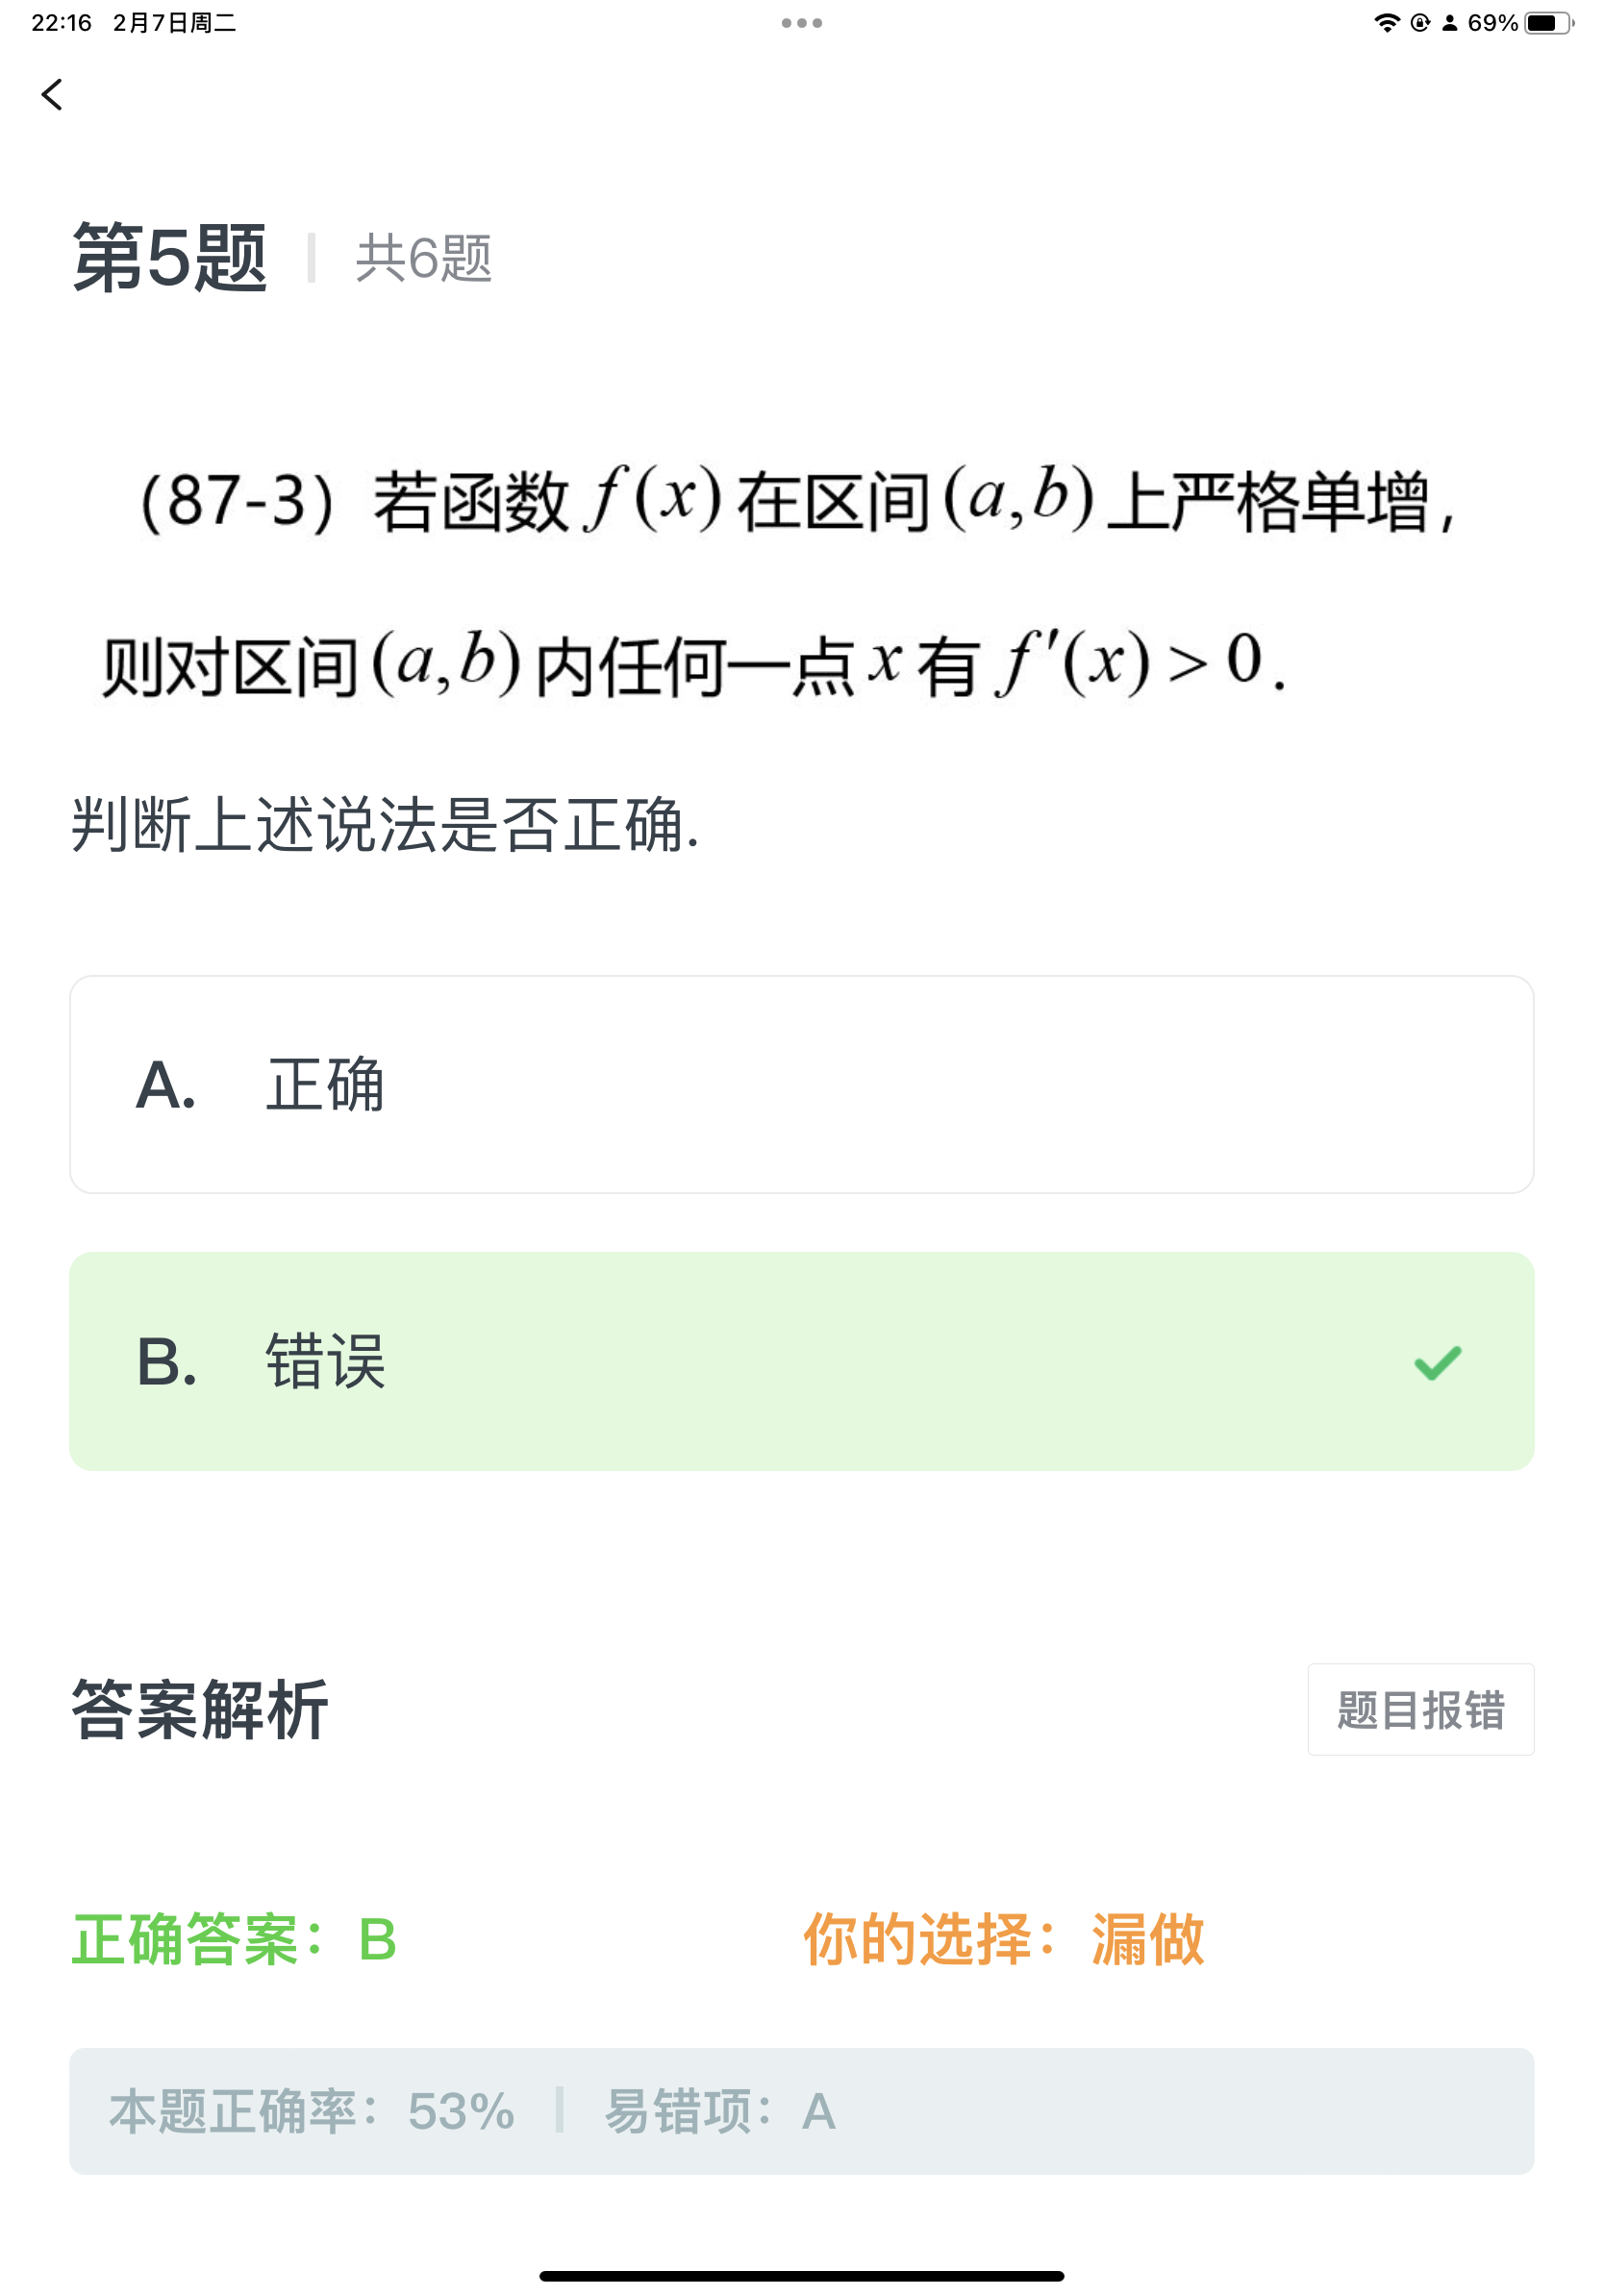 22:16 2月7日周二
69%
第5题 共6题
(87-3) 若函数 f(x) 在区间 (a,b) 上严格单增,
则对区间 (a,b) 内任何一点 x 有 f′(x) > 0 .
判断上述说法是否正确.
A. 正确
B. 错误
答案解析
题目报错
正确答案：B
你的选择：漏做
本题正确率：53%
易错项：A